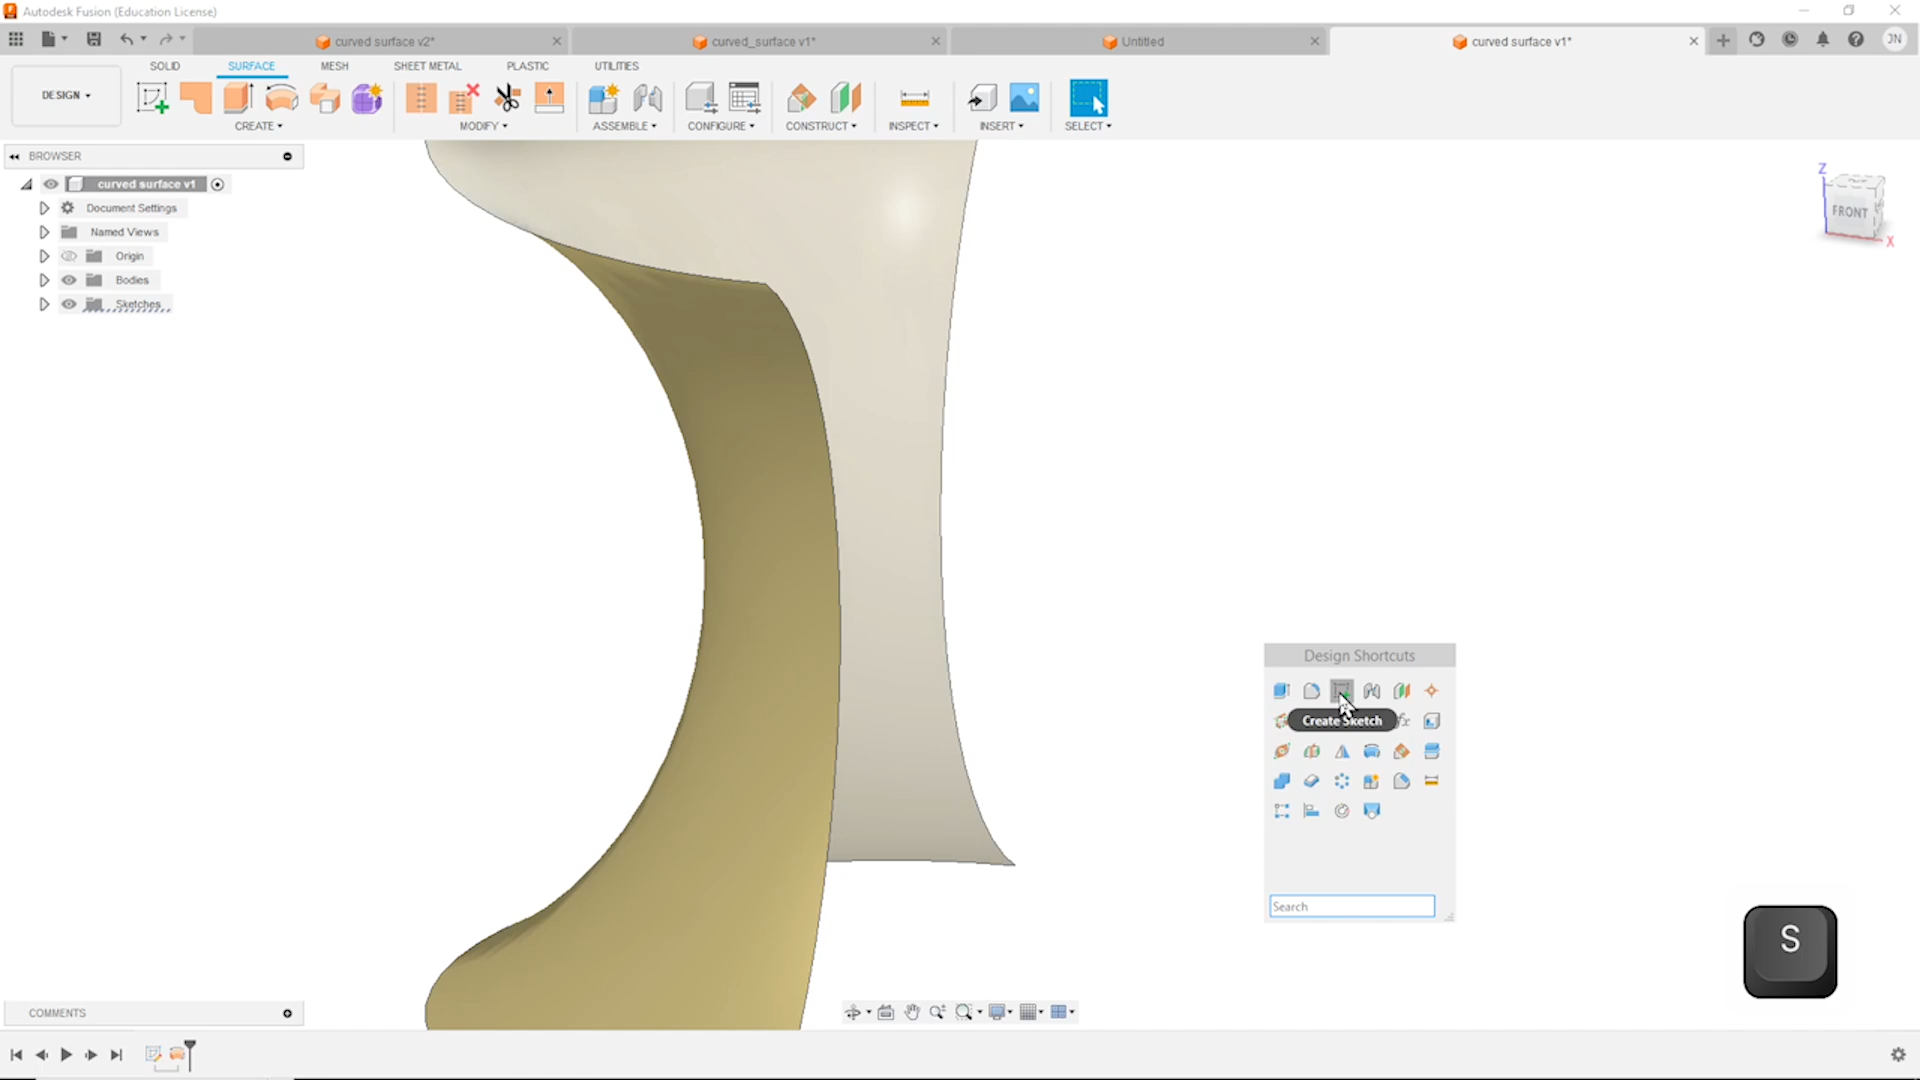 Autodesk Fusion (Education License)
curved surface v2*
curved_surface v1*
Untitled
curved surface v1*
JN
SOLID
SURFACE
MESH
SHEET METAL
PLASTIC
UTILITIES
DESIGN
CREATE
MODIFY
ASSEMBLE
CONFIGURE
CONSTRUCT
INSPECT
INSERT
SELECT
BROWSER
curved surface v1
Document Settings
Named Views
Origin
Bodies
Sketches
Z
FRONT
X
Design Shortcuts
Create Sketch
fx
Search
S
COMMENTS